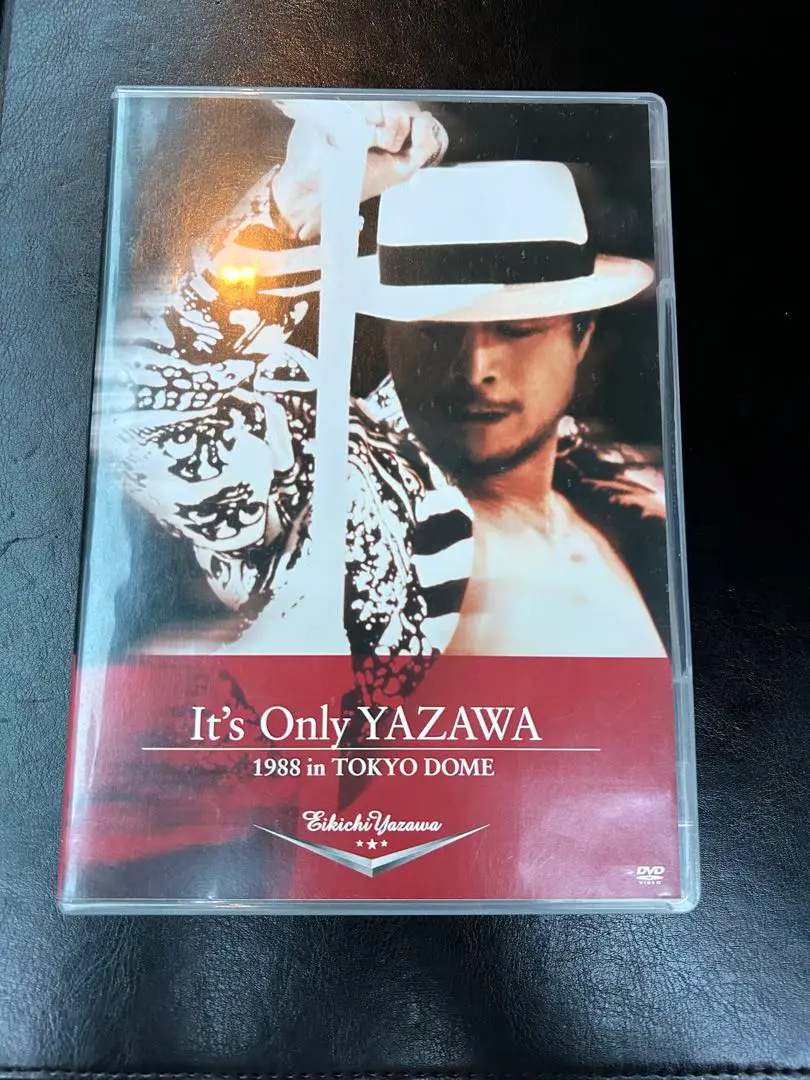 It's Only YAZAWA
1988 in TOKYO DOME
Eikichi Yazawa
DVD
VIDEO